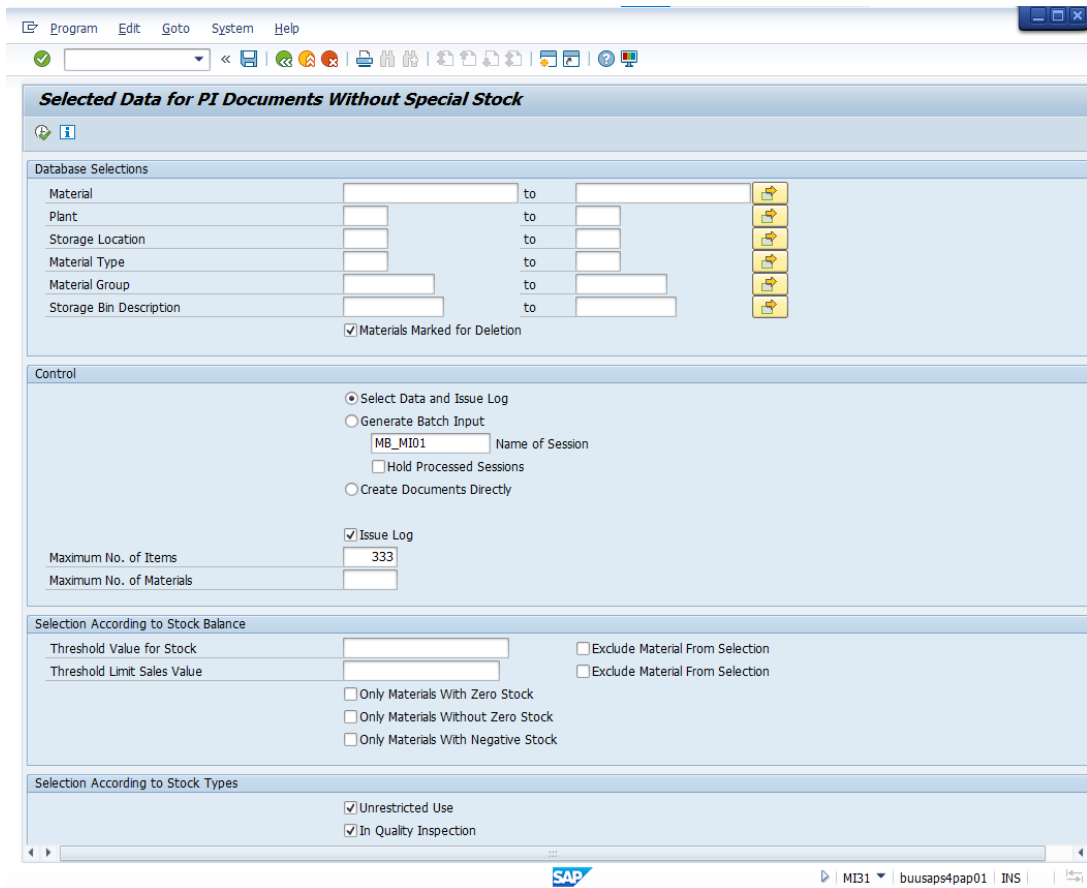 Program Edit Goto System Help
Selected Data for PI Documents Without Special Stock
Database Selections
Material to
Plant to
Storage Location to
Material Type to
Material Group to
Storage Bin Description to
Materials Marked for Deletion
Control
Select Data and Issue Log
Generate Batch Input
MB_MI01 Name of Session
Hold Processed Sessions
Create Documents Directly
Issue Log
Maximum No. of Items 333
Maximum No. of Materials
Selection According to Stock Balance
Threshold Value for Stock Exclude Material From Selection
Threshold Limit Sales Value Exclude Material From Selection
Only Materials With Zero Stock
Only Materials Without Zero Stock
Only Materials With Negative Stock
Selection According to Stock Types
Unrestricted Use
In Quality Inspection
SAP MI31 buusaps4pap01 INS